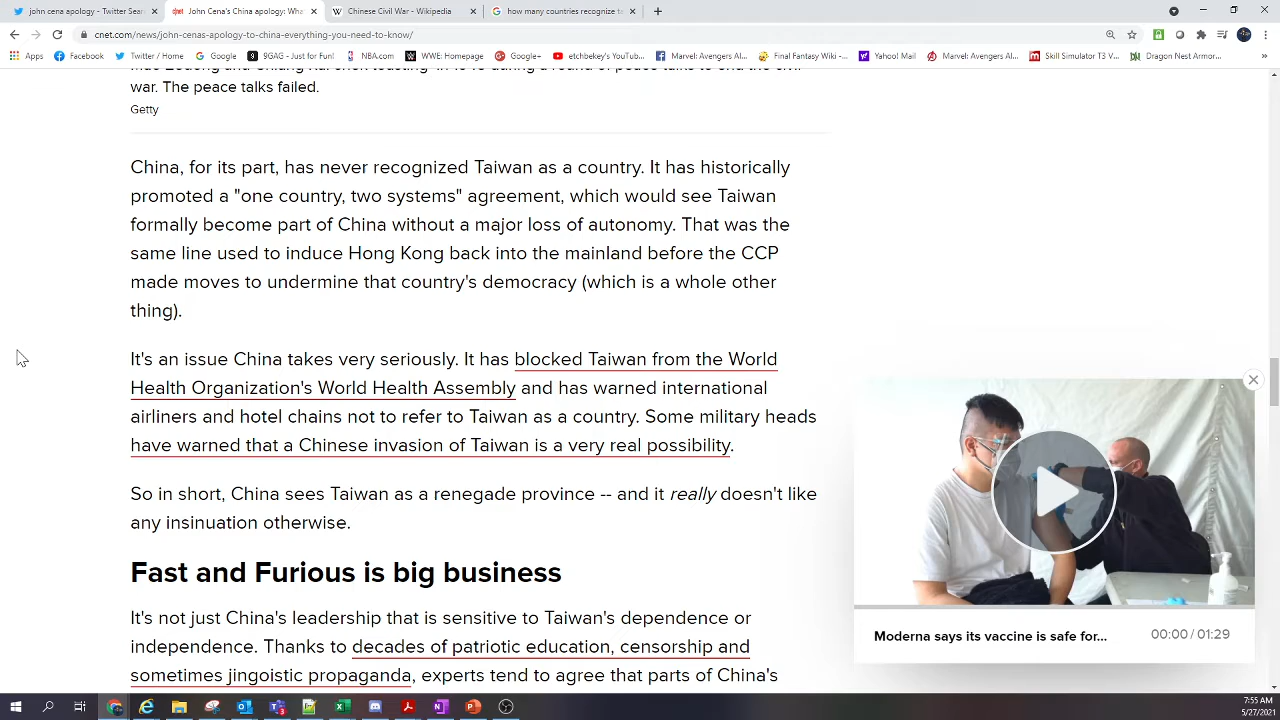 john cena apology - Twitter Sear
John Cena's China apology: Wha
Chinese Civil War - Wikipedia
how many countries recognize ta
cnet.com/news/john-cenas-apology-to-china-everything-you-need-to-know/
Apps
Facebook
Twitter / Home
Google
9GAG - Just for Fun!
NBA.com
WWE: Homepage
Google+
etchbekey's YouTub...
Marvel: Avengers Al...
Final Fantasy Wiki -...
Yahoo! Mail
Marvel: Avengers Al...
Skill Simulator T3 V...
Dragon Nest Armor...
war. The peace talks failed.
Getty
China, for its part, has never recognized Taiwan as a country. It has historically
promoted a "one country, two systems" agreement, which would see Taiwan
formally become part of China without a major loss of autonomy. That was the
same line used to induce Hong Kong back into the mainland before the CCP
made moves to undermine that country's democracy (which is a whole other
thing).
It's an issue China takes very seriously. It has blocked Taiwan from the World
Health Organization's World Health Assembly and has warned international
airliners and hotel chains not to refer to Taiwan as a country. Some military heads
have warned that a Chinese invasion of Taiwan is a very real possibility.
So in short, China sees Taiwan as a renegade province -- and it really doesn't like
any insinuation otherwise.
Fast and Furious is big business
It's not just China's leadership that is sensitive to Taiwan's dependence or
independence. Thanks to decades of patriotic education, censorship and
sometimes jingoistic propaganda, experts tend to agree that parts of China's
Moderna says its vaccine is safe for...
00:00 / 01:29
7:55 AM
5/27/2021